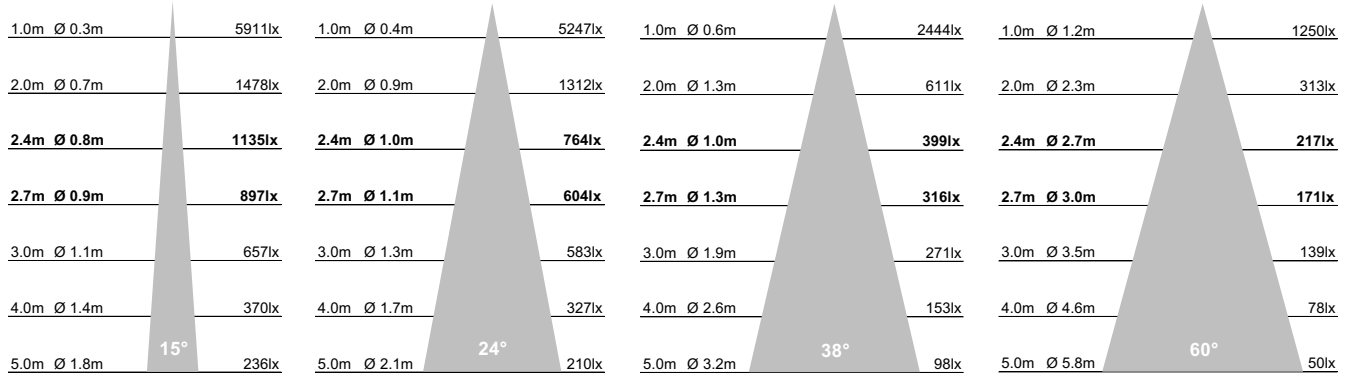 1.0m Ø 0.3m 5911lx
2.0m Ø 0.7m 1478lx
2.4m Ø 0.8m 1135lx
2.7m Ø 0.9m 897lx
3.0m Ø 1.1m 657lx
4.0m Ø 1.4m 370lx
5.0m Ø 1.8m 15° 236lx
1.0m Ø 0.4m 5247lx
2.0m Ø 0.9m 1312lx
2.4m Ø 1.0m 764lx
2.7m Ø 1.1m 604lx
3.0m Ø 1.3m 583lx
4.0m Ø 1.7m 327lx
5.0m Ø 2.1m 24° 210lx
1.0m Ø 0.6m 2444lx
2.0m Ø 1.3m 611lx
2.4m Ø 1.0m 399lx
2.7m Ø 1.3m 316lx
3.0m Ø 1.9m 271lx
4.0m Ø 2.6m 153lx
5.0m Ø 3.2m 38° 98lx
1.0m Ø 1.2m 1250lx
2.0m Ø 2.3m 313lx
2.4m Ø 2.7m 217lx
2.7m Ø 3.0m 171lx
3.0m Ø 3.5m 139lx
4.0m Ø 4.6m 78lx
5.0m Ø 5.8m 60° 50lx